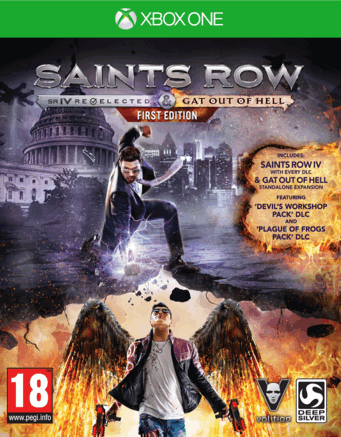 XBOX ONE
SAINTS ROW
SR IV RE ELECTED & GAT OUT OF HELL
FIRST EDITION
INCLUDES:
SAINTS ROW IV
WITH EVERY DLC
& GAT OUT OF HELL
STANDALONE EXPANSION
FEATURING
'DEVIL'S WORKSHOP
PACK' DLC
AND
'PLAGUE OF FROGS
PACK' DLC
18
www.pegi.info
volition
DEEP
SILVER